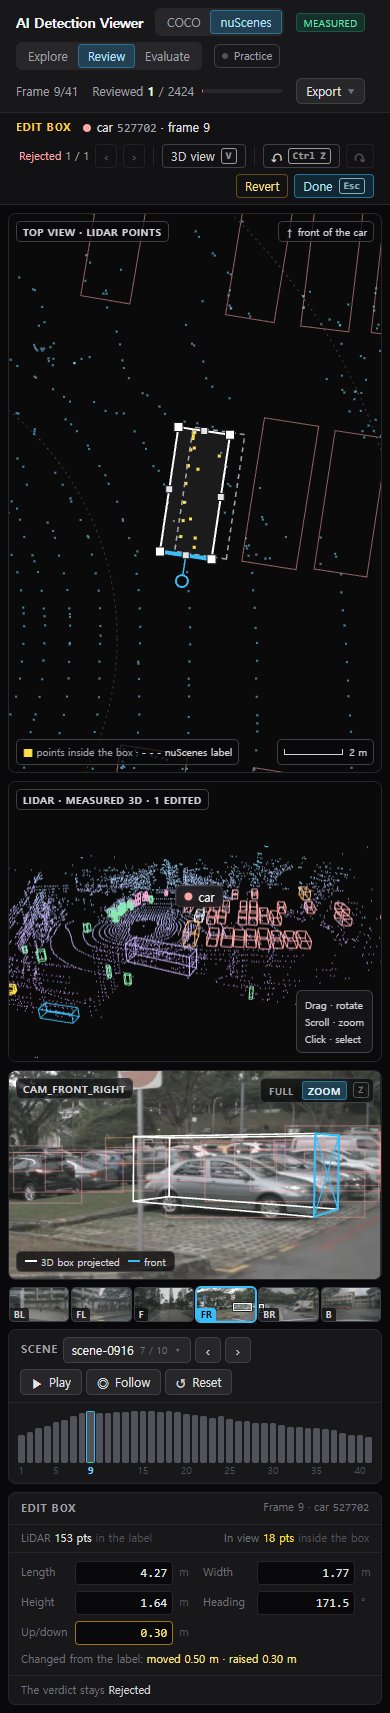 AI Detection Viewer COCO nuScenes MEASURED
Explore Review Evaluate Practice
Frame 9/41 Reviewed 1 / 2424 Export
EDIT BOX car 527702 · frame 9
Rejected 1 / 1 ‹ › 3D view V Ctrl Z
Revert Done Esc
TOP VIEW · LIDAR POINTS ↑ front of the car
points inside the box · - - - nuScenes label 2 m
LIDAR · MEASURED 3D · 1 EDITED
car
Drag · rotate
Scroll · zoom
Click · select
CAM_FRONT_RIGHT FULL ZOOM Z
3D box projected front
BL FL F FR BR B
SCENE scene-0916 7 / 10 ‹ ›
Play Follow Reset
1 5 9 15 20 25 30 35 40
EDIT BOX Frame 9 · car 527702
LiDAR 153 pts in the label In view 18 pts inside the box
Length 4.27 m Width 1.77 m
Height 1.64 m Heading 171.5 °
Up/down 0.30 m
Changed from the label: moved 0.50 m · raised 0.30 m
The verdict stays Rejected